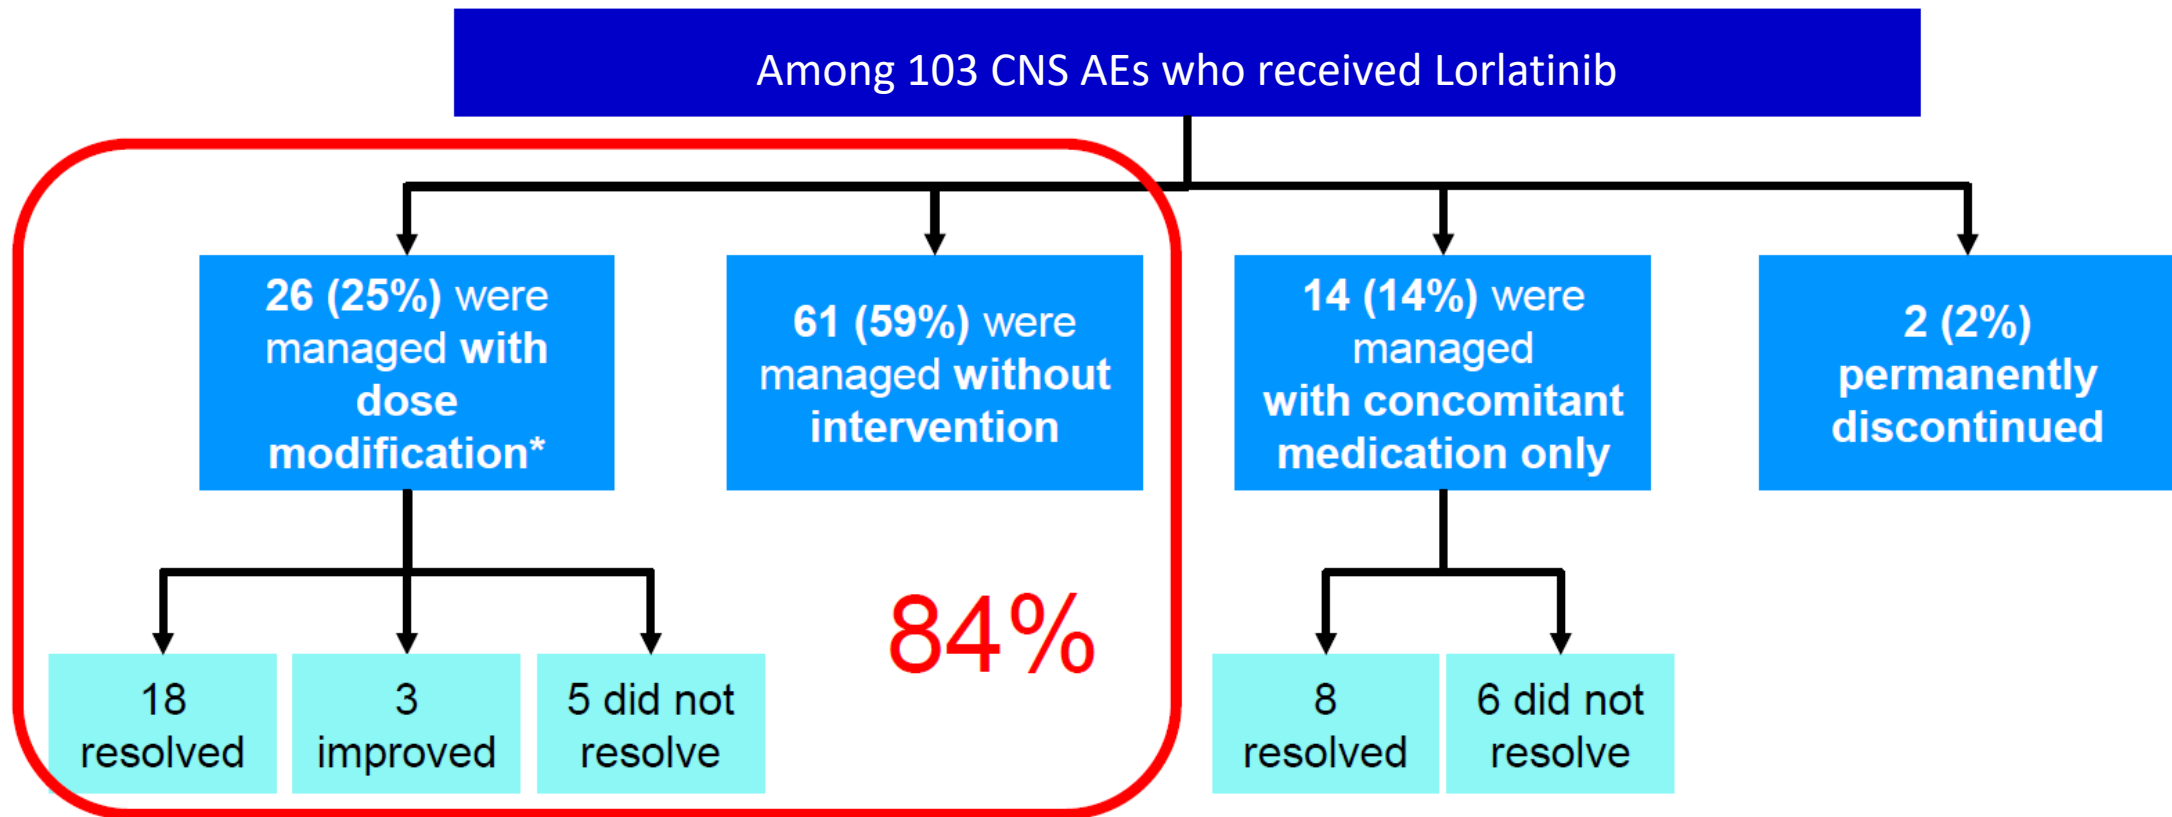 Among 103 CNS AEs who received Lorlatinib
26 (25%) were
managed with
dose
modification*
61 (59%) were
managed without
intervention
14 (14%) were
managed
with concomitant
medication only
2 (2%)
permanently
discontinued
84%
18
resolved
3
improved
5 did not
resolve
8
resolved
6 did not
resolve